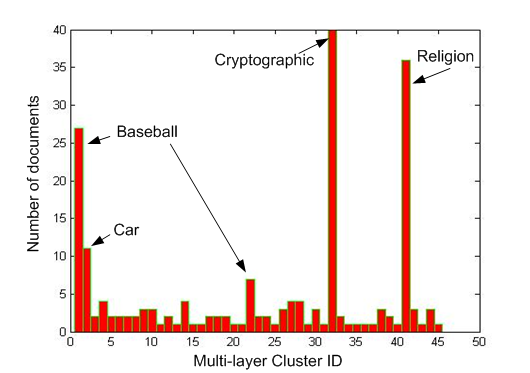 40
35
30
25
20
15
10
5
0
Number of documents
Cryptographic
Religion
Baseball
Car
0 5 10 15 20 25 30 35 40 45 50
Multi-layer Cluster ID